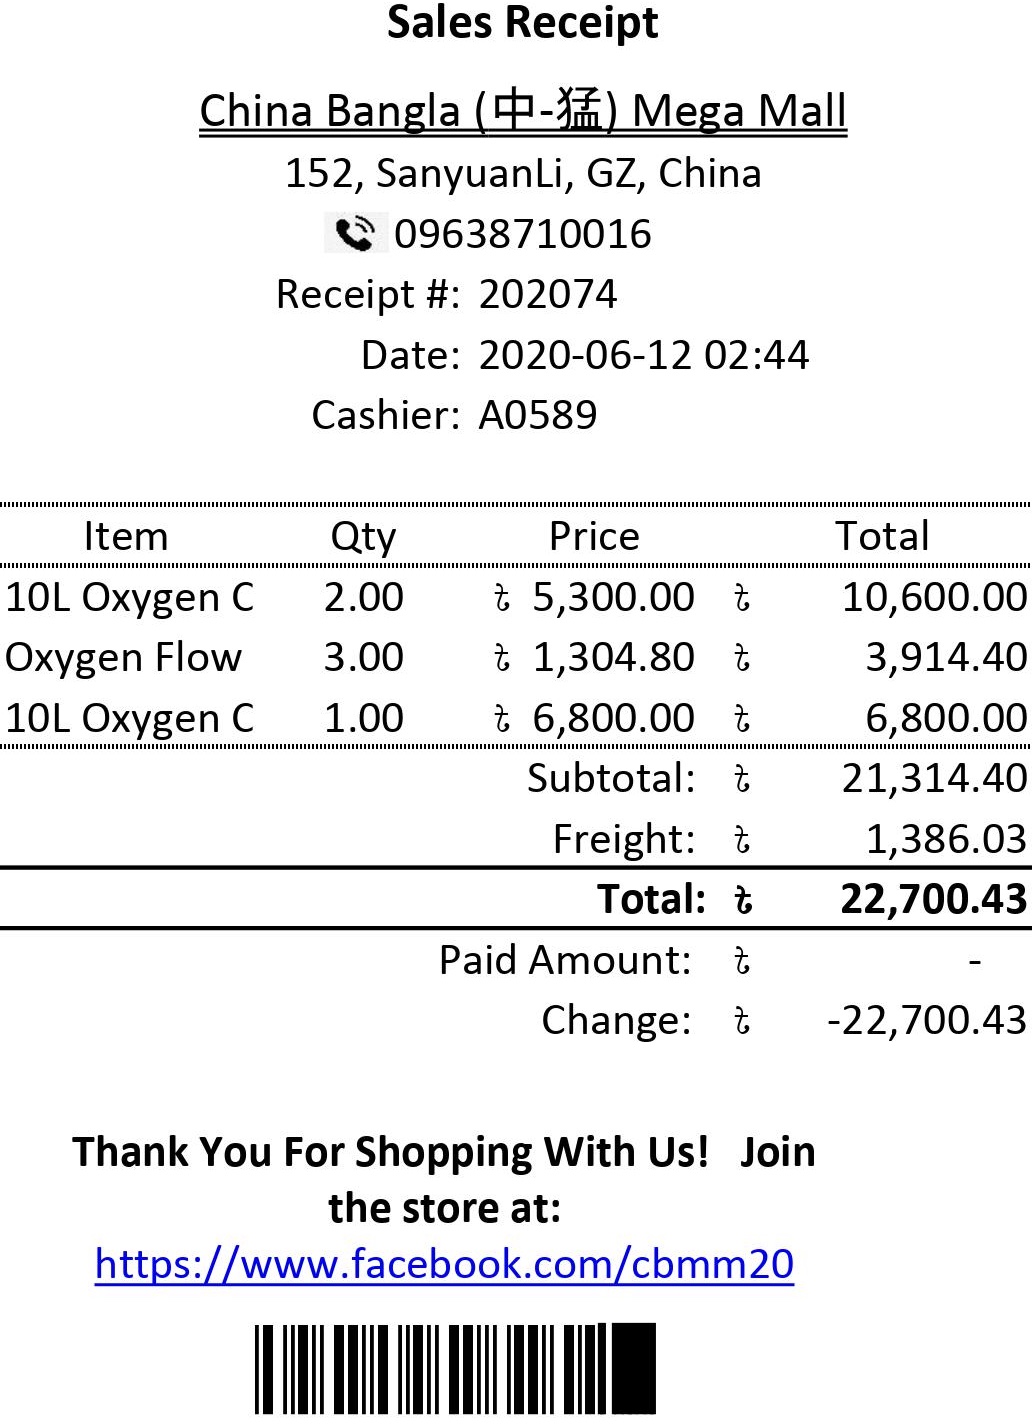 Sales Receipt
China Bangla (中-猛) Mega Mall
152, SanyuanLi, GZ, China
09638710016
Receipt #: 202074
Date: 2020-06-12 02:44
Cashier: A0589
Item Qty Price Total
10L Oxygen C 2.00 ৳ 5,300.00 ৳ 10,600.00
Oxygen Flow 3.00 ৳ 1,304.80 ৳ 3,914.40
10L Oxygen C 1.00 ৳ 6,800.00 ৳ 6,800.00
Subtotal: ৳ 21,314.40
Freight: ৳ 1,386.03
Total: ৳ 22,700.43
Paid Amount: ৳ -
Change: ৳ -22,700.43
Thank You For Shopping With Us! Join
the store at:
https://www.facebook.com/cbmm20